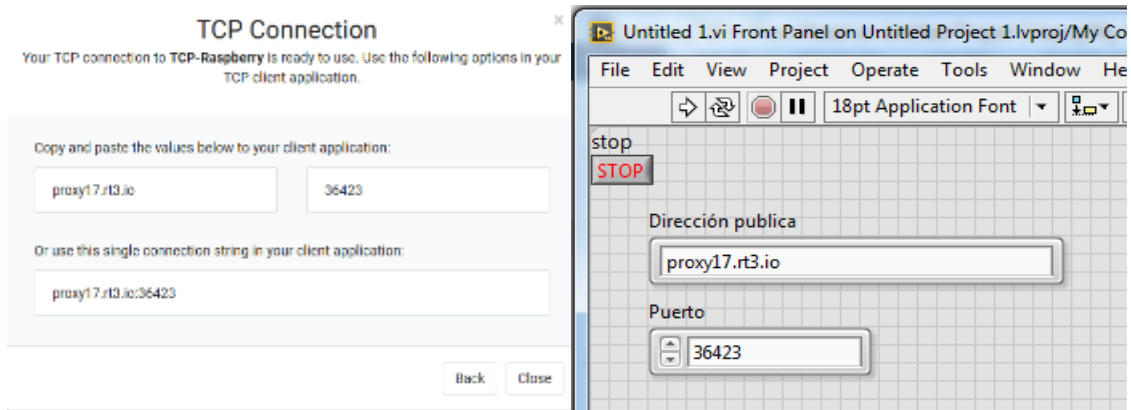 TCP Connection
×
Your TCP connection to TCP-Raspberry is ready to use. Use the following options in your
TCP client application.
Copy and paste the values below to your client application:
proxy17.rt3.io
36423
Or use this single connection string in your client application:
proxy17.rt3.io:36423
Back Close
Untitled 1.vi Front Panel on Untitled Project 1.lvproj/My Co
File Edit View Project Operate Tools Window He
18pt Application Font
stop
STOP
Dirección publica
proxy17.rt3.io
Puerto
36423